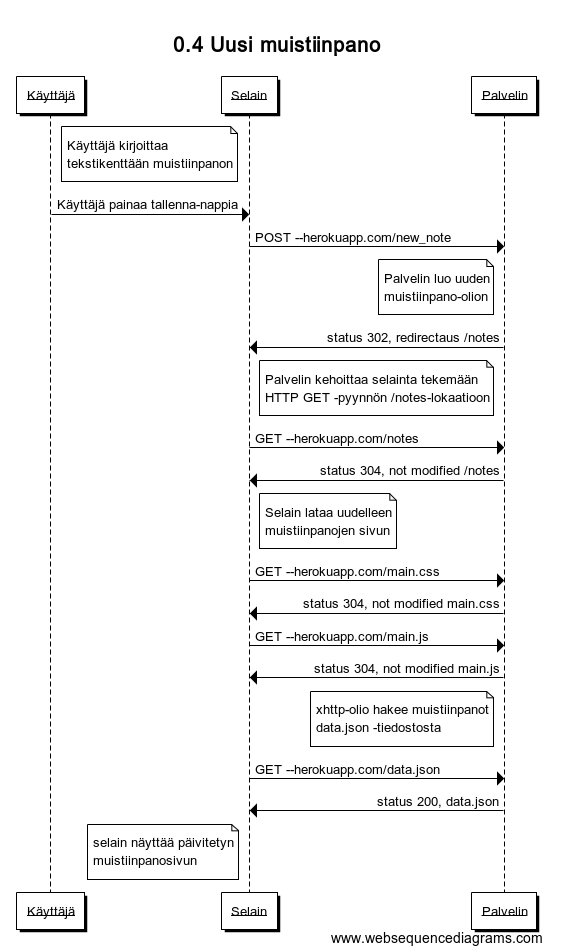 0.4 Uusi muistiinpano
Käyttäjä
Selain
Palvelin
Käyttäjä kirjoittaa
tekstikenttään muistiinpanon
Käyttäjä painaa tallenna-nappia
POST --herokuapp.com/new_note
Palvelin luo uuden
muistiinpano-olion
status 302, redirectaus /notes
Palvelin kehoittaa selainta tekemään
HTTP GET -pyynnön /notes-lokaatioon
GET --herokuapp.com/notes
status 304, not modified /notes
Selain lataa uudelleen
muistiinpanojen sivun
GET --herokuapp.com/main.css
status 304, not modified main.css
GET --herokuapp.com/main.js
status 304, not modified main.js
xhttp-olio hakee muistiinpanot
data.json -tiedostosta
GET --herokuapp.com/data.json
status 200, data.json
selain näyttää päivitetyn
muistiinpanosivun
Käyttäjä
Selain
Palvelin
www.websequencediagrams.com